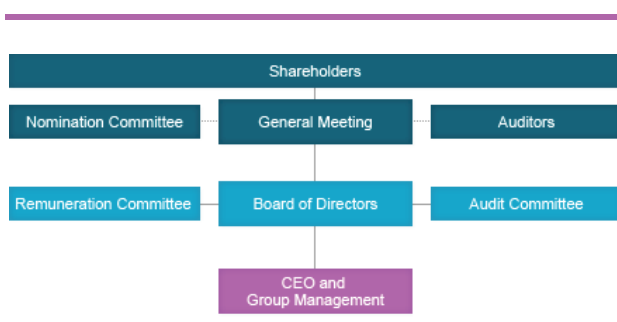 Shareholders
Nomination Committee
General Meeting
Auditors
Remuneration Committee
Board of Directors
Audit Committee
CEO and
Group Management